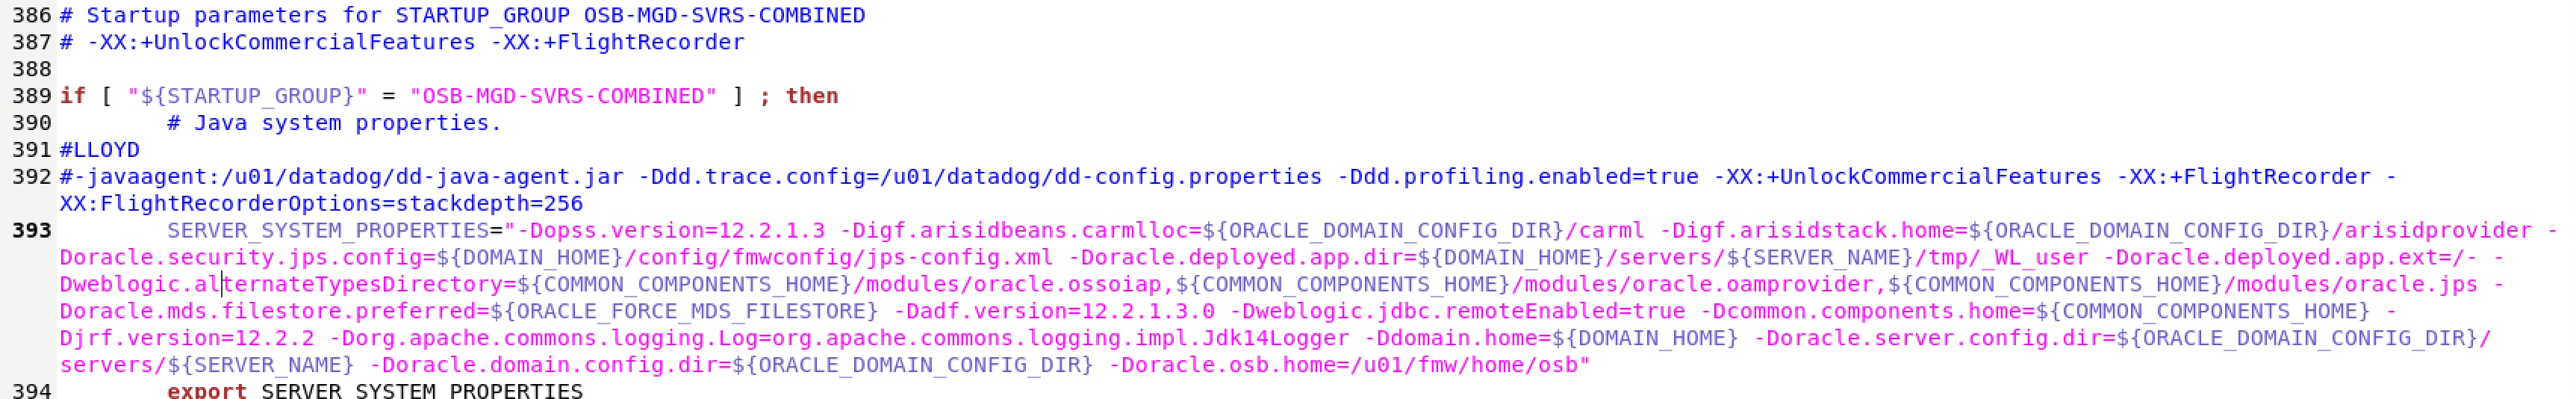 386 # Startup parameters for STARTUP_GROUP OSB-MGD-SVRS-COMBINED
387 # -XX:+UnlockCommercialFeatures -XX:+FlightRecorder
388
389 if [ "${STARTUP_GROUP}" = "OSB-MGD-SVRS-COMBINED" ] ; then
390         # Java system properties.
391 #LLOYD
392 #-javaagent:/u01/datadog/dd-java-agent.jar -Ddd.trace.config=/u01/datadog/dd-config.properties -Ddd.profiling.enabled=true -XX:+UnlockCommercialFeatures -XX:+FlightRecorder -
XX:FlightRecorderOptions=stackdepth=256
393         SERVER_SYSTEM_PROPERTIES="-Dopss.version=12.2.1.3 -Digf.arisidbeans.carmlloc=${ORACLE_DOMAIN_CONFIG_DIR}/carml -Digf.arisidstack.home=${ORACLE_DOMAIN_CONFIG_DIR}/arisidprovider -
Doracle.security.jps.config=${DOMAIN_HOME}/config/fmwconfig/jps-config.xml -Doracle.deployed.app.dir=${DOMAIN_HOME}/servers/${SERVER_NAME}/tmp/_WL_user -Doracle.deployed.app.ext=/- -
Dweblogic.alternateTypesDirectory=${COMMON_COMPONENTS_HOME}/modules/oracle.ossoiap,${COMMON_COMPONENTS_HOME}/modules/oracle.oamprovider,${COMMON_COMPONENTS_HOME}/modules/oracle.jps -
Doracle.mds.filestore.preferred=${ORACLE_FORCE_MDS_FILESTORE} -Dadf.version=12.2.1.3.0 -Dweblogic.jdbc.remoteEnabled=true -Dcommon.components.home=${COMMON_COMPONENTS_HOME} -
Djrf.version=12.2.2 -Dorg.apache.commons.logging.Log=org.apache.commons.logging.impl.Jdk14Logger -Ddomain.home=${DOMAIN_HOME} -Doracle.server.config.dir=${ORACLE_DOMAIN_CONFIG_DIR}/
servers/${SERVER_NAME} -Doracle.domain.config.dir=${ORACLE_DOMAIN_CONFIG_DIR} -Doracle.osb.home=/u01/fmw/home/osb"
394         export SERVER_SYSTEM_PROPERTIES